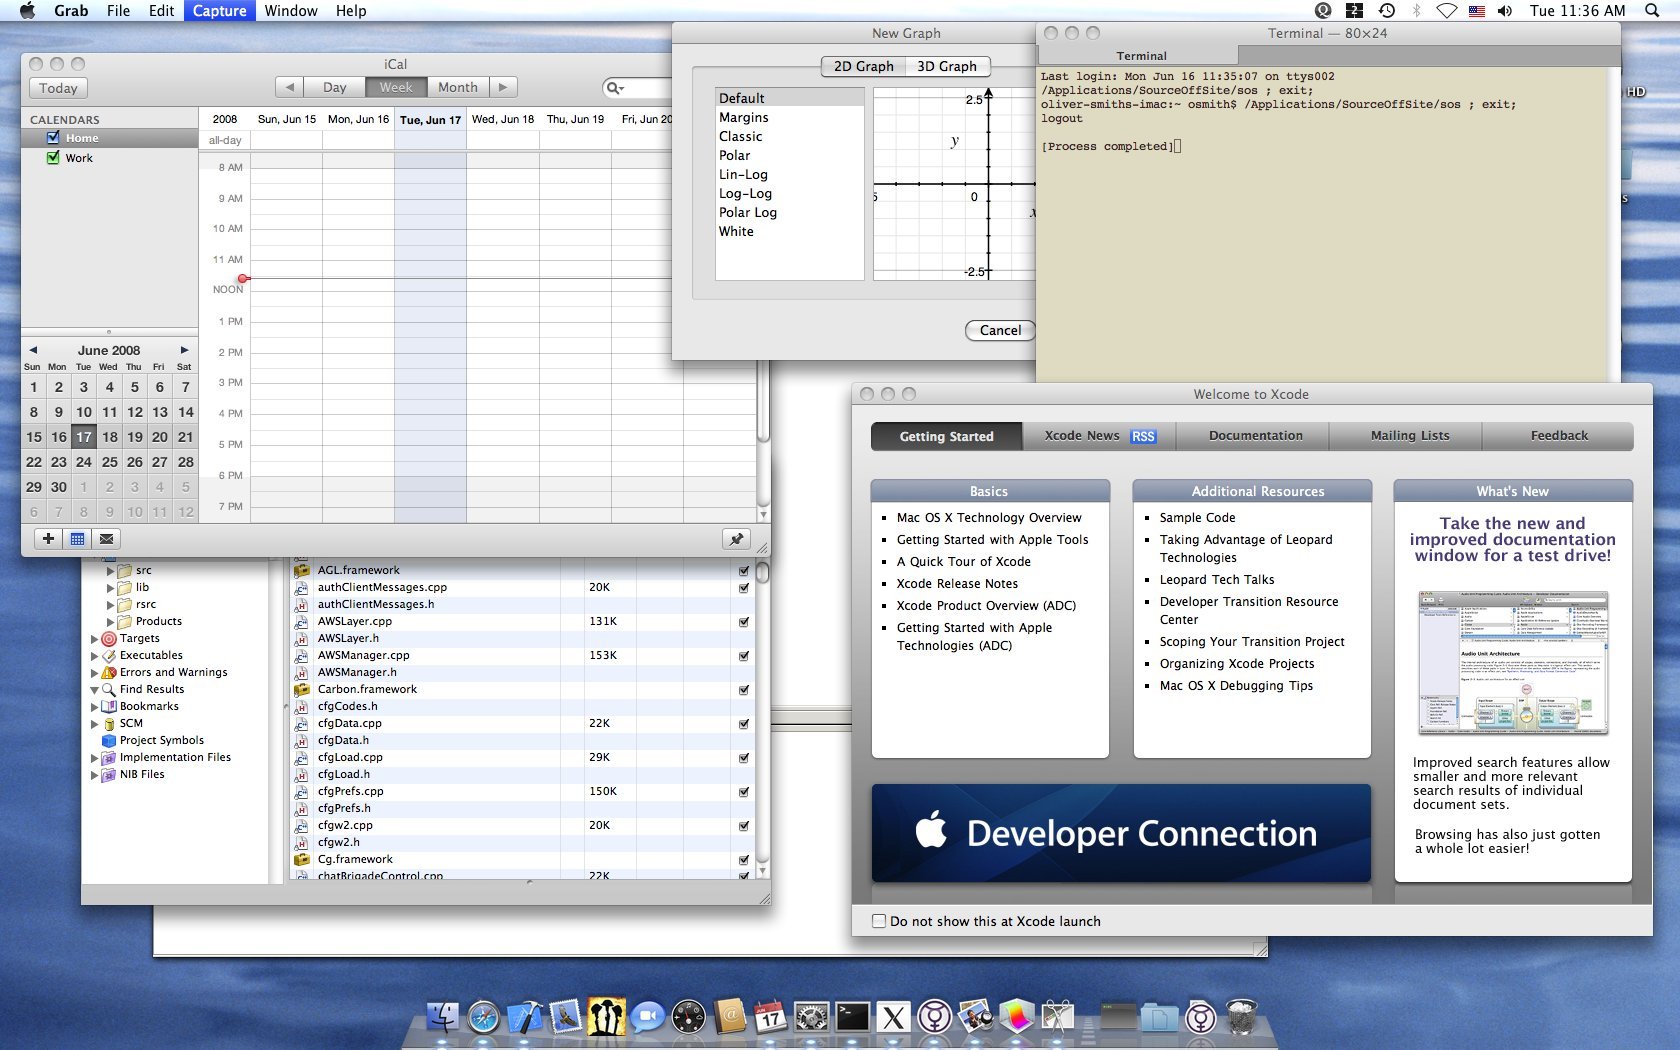 Grab File Edit Capture Window Help
Tue 11:36 AM
iCal
Today
Day Week Month
CALENDARS
Home
Work
2008 Sun, Jun 15 Mon, Jun 16 Tue, Jun 17 Wed, Jun 18 Thu, Jun 19 Fri, Jun 20
all-day
8 AM
9 AM
10 AM
11 AM
NOON
1 PM
2 PM
3 PM
4 PM
5 PM
6 PM
7 PM
June 2008
Sun Mon Tue Wed Thu Fri Sat
1 2 3 4 5 6 7
8 9 10 11 12 13 14
15 16 17 18 19 20 21
22 23 24 25 26 27 28
29 30 1 2 3 4 5
6 7 8 9 10 11 12
New Graph
2D Graph 3D Graph
Default
Margins
Classic
Polar
Lin-Log
Log-Log
Polar Log
White
2.5
y
0
x
-2.5
Cancel
Terminal — 80×24
Terminal
Last login: Mon Jun 16 11:35:07 on ttys002
/Applications/SourceOffSite/sos ; exit;
oliver-smiths-imac:~ osmith$ /Applications/SourceOffSite/sos ; exit;
logout
[Process completed]
HD
src
lib
rsrc
Products
Targets
Executables
Errors and Warnings
Find Results
Bookmarks
SCM
Project Symbols
Implementation Files
NIB Files
AGL.framework
authClientMessages.cpp 20K
authClientMessages.h
AWSLayer.cpp 131K
AWSLayer.h
AWSManager.cpp 153K
AWSManager.h
Carbon.framework
cfgCodes.h
cfgData.cpp 22K
cfgData.h
cfgLoad.cpp 29K
cfgLoad.h
cfgPrefs.cpp 150K
cfgPrefs.h
cfgw2.cpp 20K
cfgw2.h
Cg.framework
chatBrigadeControl.cpp 22K
Welcome to Xcode
Getting Started Xcode News RSS Documentation Mailing Lists Feedback
Basics
Mac OS X Technology Overview
Getting Started with Apple Tools
A Quick Tour of Xcode
Xcode Release Notes
Xcode Product Overview (ADC)
Getting Started with Apple
Technologies (ADC)
Additional Resources
Sample Code
Taking Advantage of Leopard
Technologies
Leopard Tech Talks
Developer Transition Resource
Center
Scoping Your Transition Project
Organizing Xcode Projects
Mac OS X Debugging Tips
What's New
Take the new and
improved documentation
window for a test drive!
Audio Unit Architecture
Improved search features allow
smaller and more relevant
search results of individual
document sets.
Browsing has also just gotten
a whole lot easier!
Developer Connection
Do not show this at Xcode launch
JUN
17